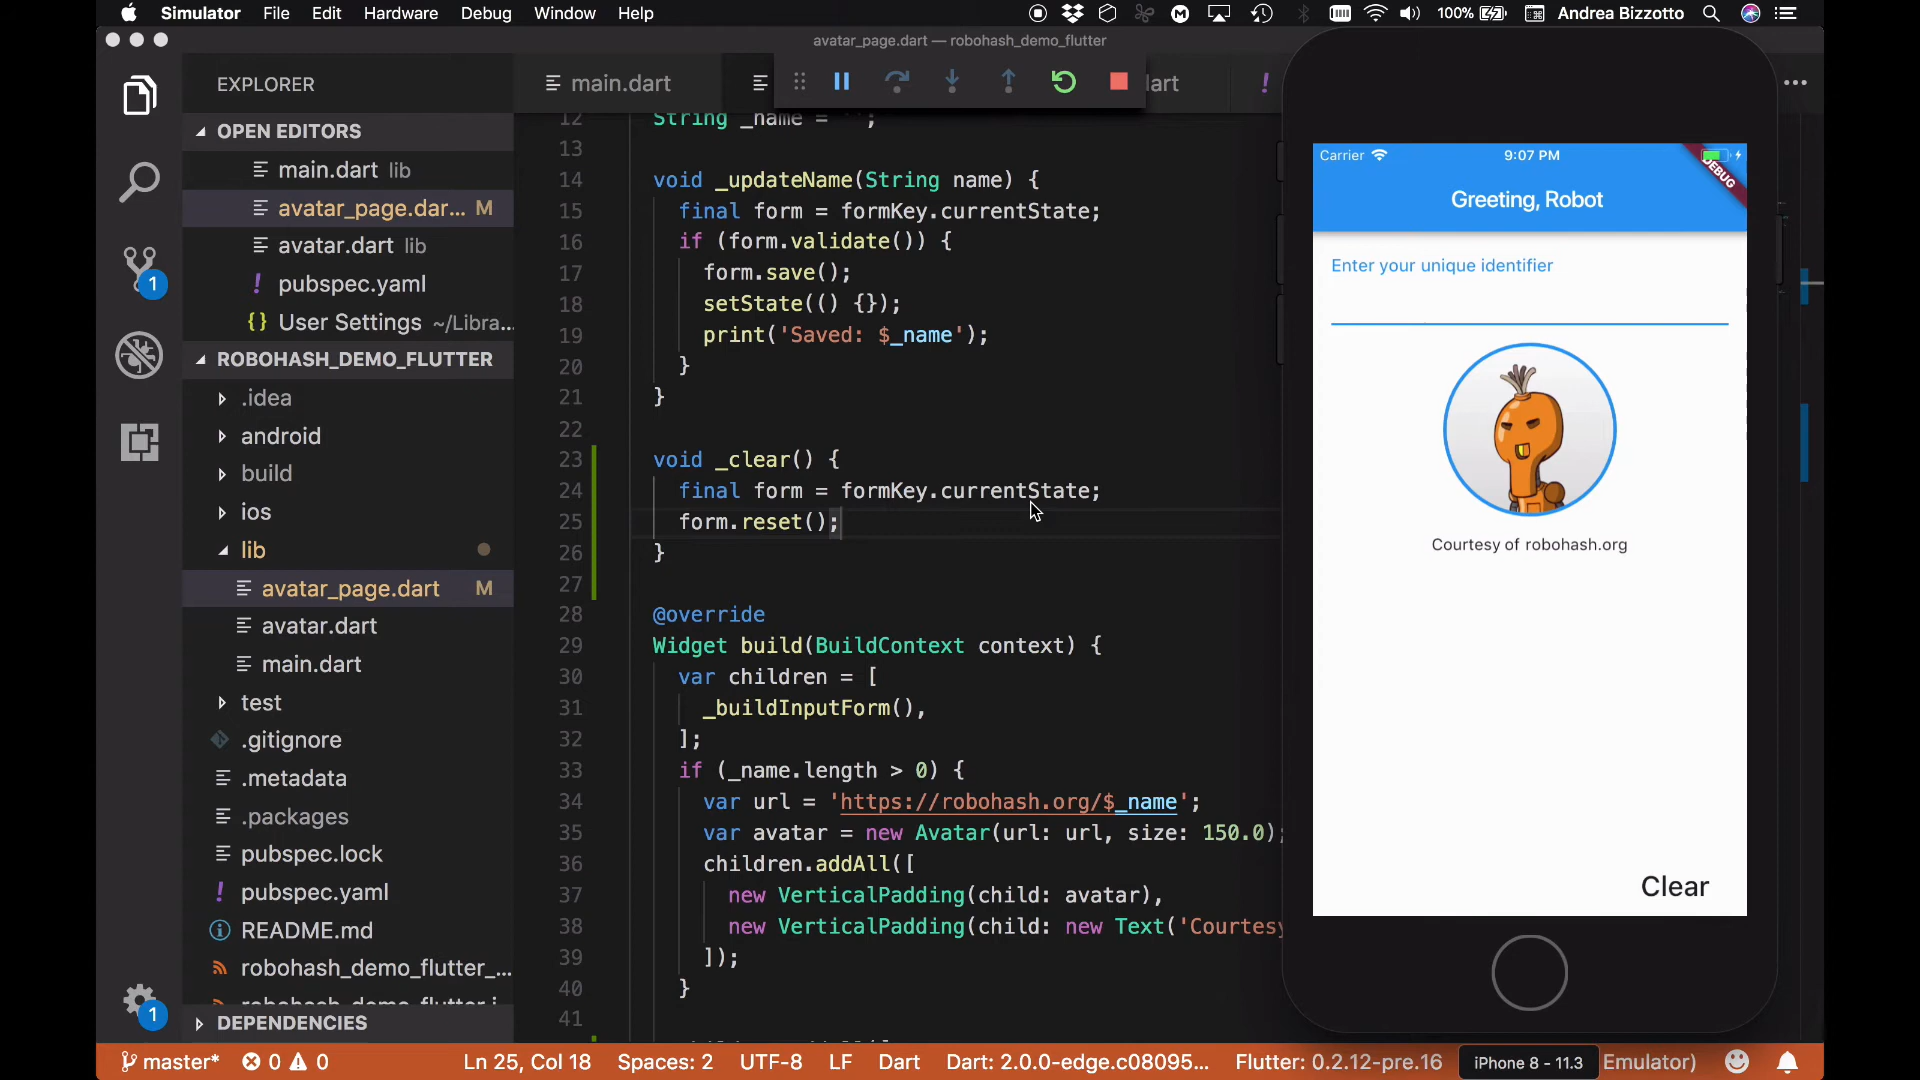 Simulator File Edit Hardware Debug Window Help
100% Andrea Bizzotto
avatar_page.dart — robohash_demo_flutter
EXPLORER
OPEN EDITORS
main.dart lib
avatar_page.dar... M
avatar.dart lib
pubspec.yaml
{} User Settings ~/Libra...
ROBOHASH_DEMO_FLUTTER
.idea
android
build
ios
lib
avatar_page.dart M
avatar.dart
main.dart
test
.gitignore
.metadata
.packages
pubspec.lock
pubspec.yaml
README.md
robohash_demo_flutter_...
DEPENDENCIES
1
1
main.dart
lart
12 String _name = '';
13
14 void _updateName(String name) {
15 final form = formKey.currentState;
16 if (form.validate()) {
17 form.save();
18 setState(() {});
19 print('Saved: $_name');
20 }
21 }
22
23 void _clear() {
24 final form = formKey.currentState;
25 form.reset();
26 }
27
28 @override
29 Widget build(BuildContext context) {
30 var children = [
31 _buildInputForm(),
32 ];
33 if (_name.length > 0) {
34 var url = 'https://robohash.org/$_name';
35 var avatar = new Avatar(url: url, size: 150.0);
36 children.addAll([
37 new VerticalPadding(child: avatar),
38 new VerticalPadding(child: new Text('Courtesy
39 ]);
40 }
41
Carrier 9:07 PM
DEBUG
Greeting, Robot
Enter your unique identifier
Courtesy of robohash.org
Clear
master* 0 0 Ln 25, Col 18 Spaces: 2 UTF-8 LF Dart Dart: 2.0.0-edge.c08095... Flutter: 0.2.12-pre.16 iPhone 8 - 11.3 Emulator)